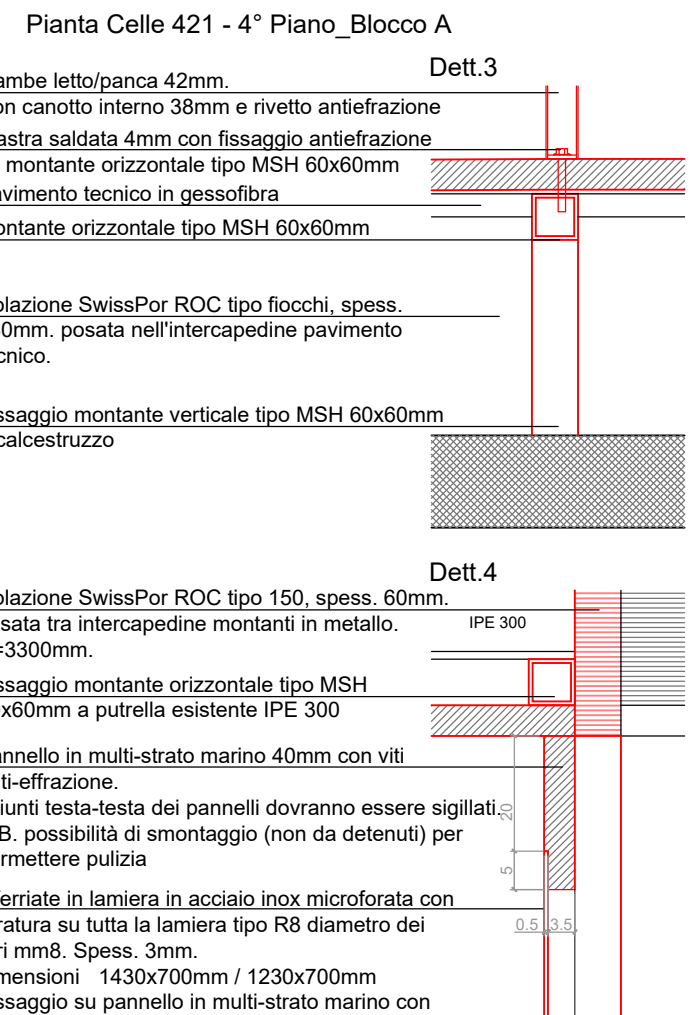 Pianta Celle 421 - 4° Piano_Blocco A
Dett.3
ambe letto/panca 42mm.
on canotto interno 38mm e rivetto antiefrazione
astra saldata 4mm con fissaggio antiefrazione
montante orizzontale tipo MSH 60x60mm
avimento tecnico in gessofibra
ontante orizzontale tipo MSH 60x60mm
olazione SwissPor ROC tipo fiocchi, spess.
0mm. posata nell'intercapedine pavimento
cnico.
ssaggio montante verticale tipo MSH 60x60mm
calcestruzzo
Dett.4
olazione SwissPor ROC tipo 150, spess. 60mm.
osata tra intercapedine montanti in metallo.
=3300mm.
IPE 300
ssaggio montante orizzontale tipo MSH
0x60mm a putrella esistente IPE 300
annello in multi-strato marino 40mm con viti
ti-effrazione.
iunti testa-testa dei pannelli dovranno essere sigillati.
B. possibilità di smontaggio (non da detenuti) per
ermettere pulizia
20
5
erriate in lamiera in acciaio inox microforata con
ratura su tutta la lamiera tipo R8 diametro dei
ri mm8. Spess. 3mm.
0.5 3.5
mensioni 1430x700mm / 1230x700mm
ssaggio su pannello in multi-strato marino con